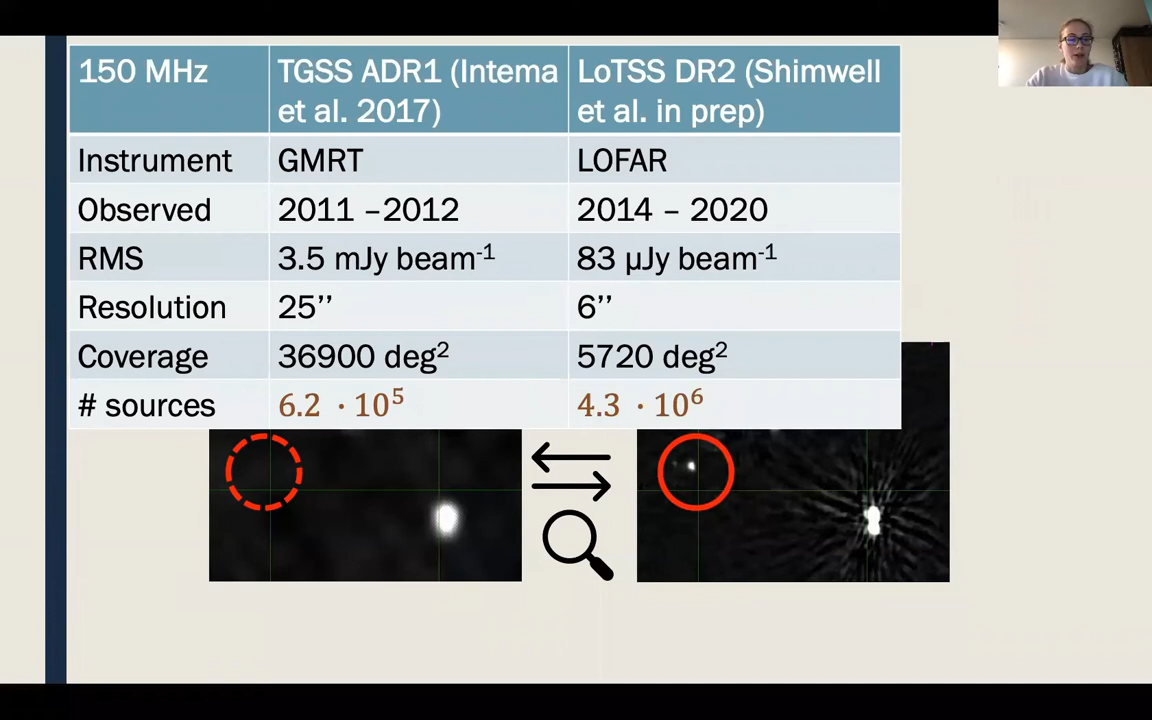 150 MHz TGSS ADR1 (Intema LoTSS DR2 (Shimwell
et al. 2017) et al. in prep)
Instrument GMRT LOFAR
Observed 2011 –2012 2014 – 2020
RMS 3.5 mJy beam⁻¹ 83 µJy beam⁻¹
Resolution 25’’ 6’’
Coverage 36900 deg² 5720 deg²
# sources 6.2 · 10⁵ 4.3 · 10⁶